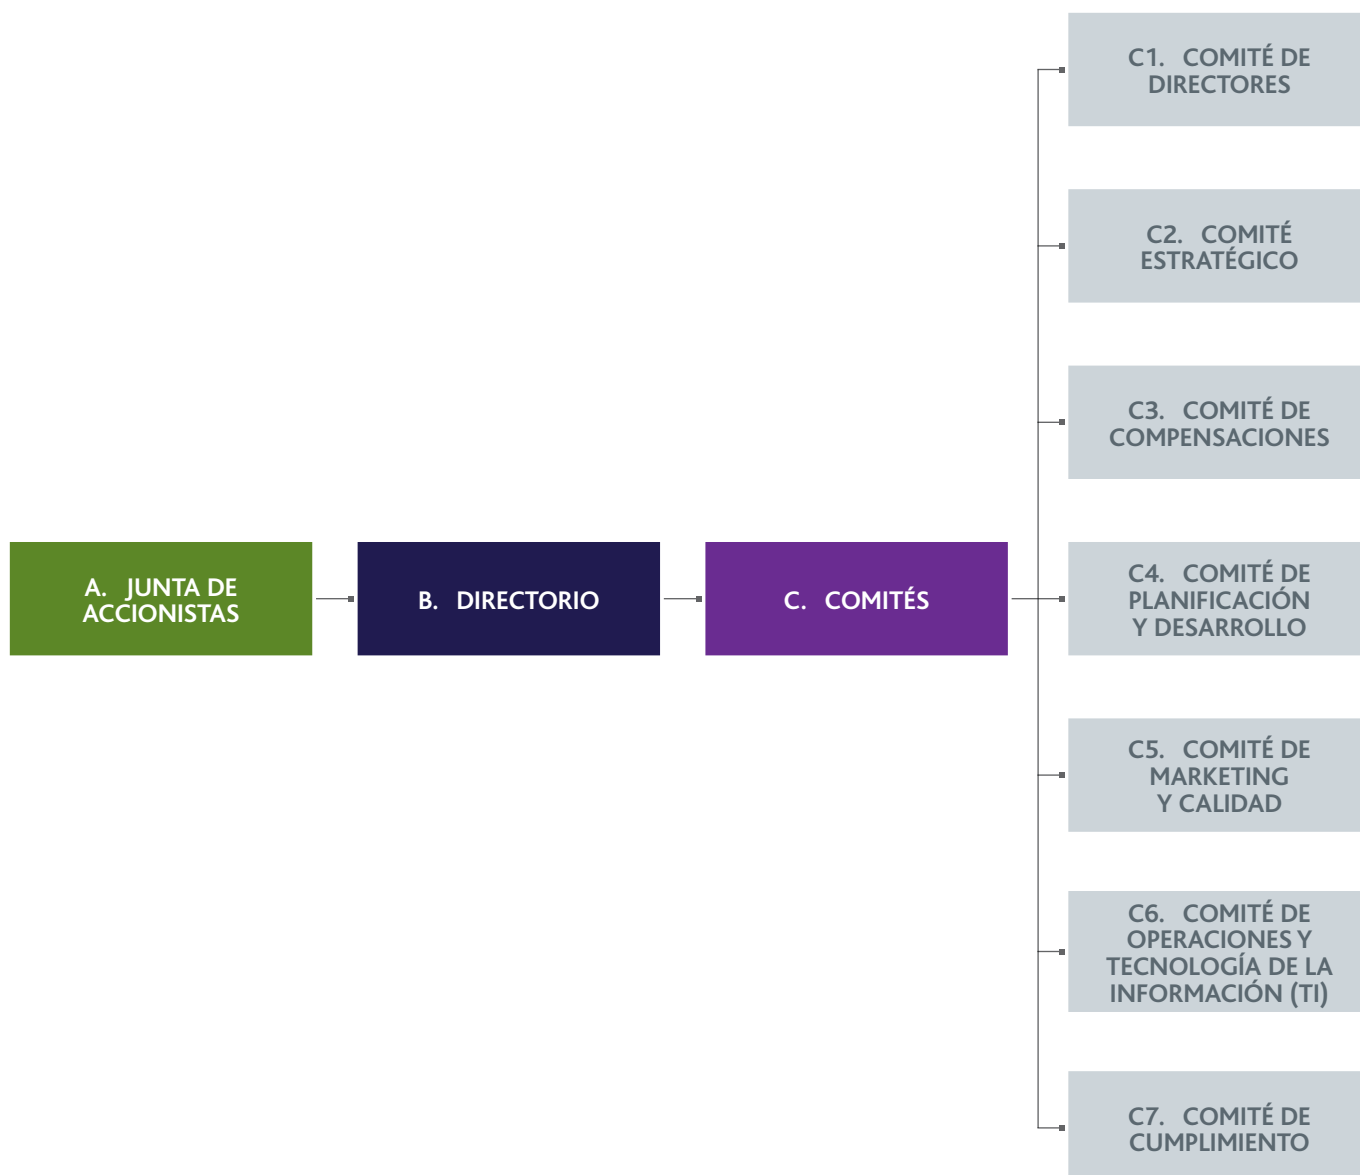 C1. COMITÉ DE
DIRECTORES
C2. COMITÉ
ESTRATÉGICO
C3. COMITÉ DE
COMPENSACIONES
A. JUNTA DE
ACCIONISTAS
B. DIRECTORIO
C. COMITÉS
C4. COMITÉ DE
PLANIFICACIÓN
Y DESARROLLO
C5. COMITÉ DE
MARKETING
Y CALIDAD
C6. COMITÉ DE
OPERACIONES Y
TECNOLOGÍA DE LA
INFORMACIÓN (TI)
C7. COMITÉ DE
CUMPLIMIENTO